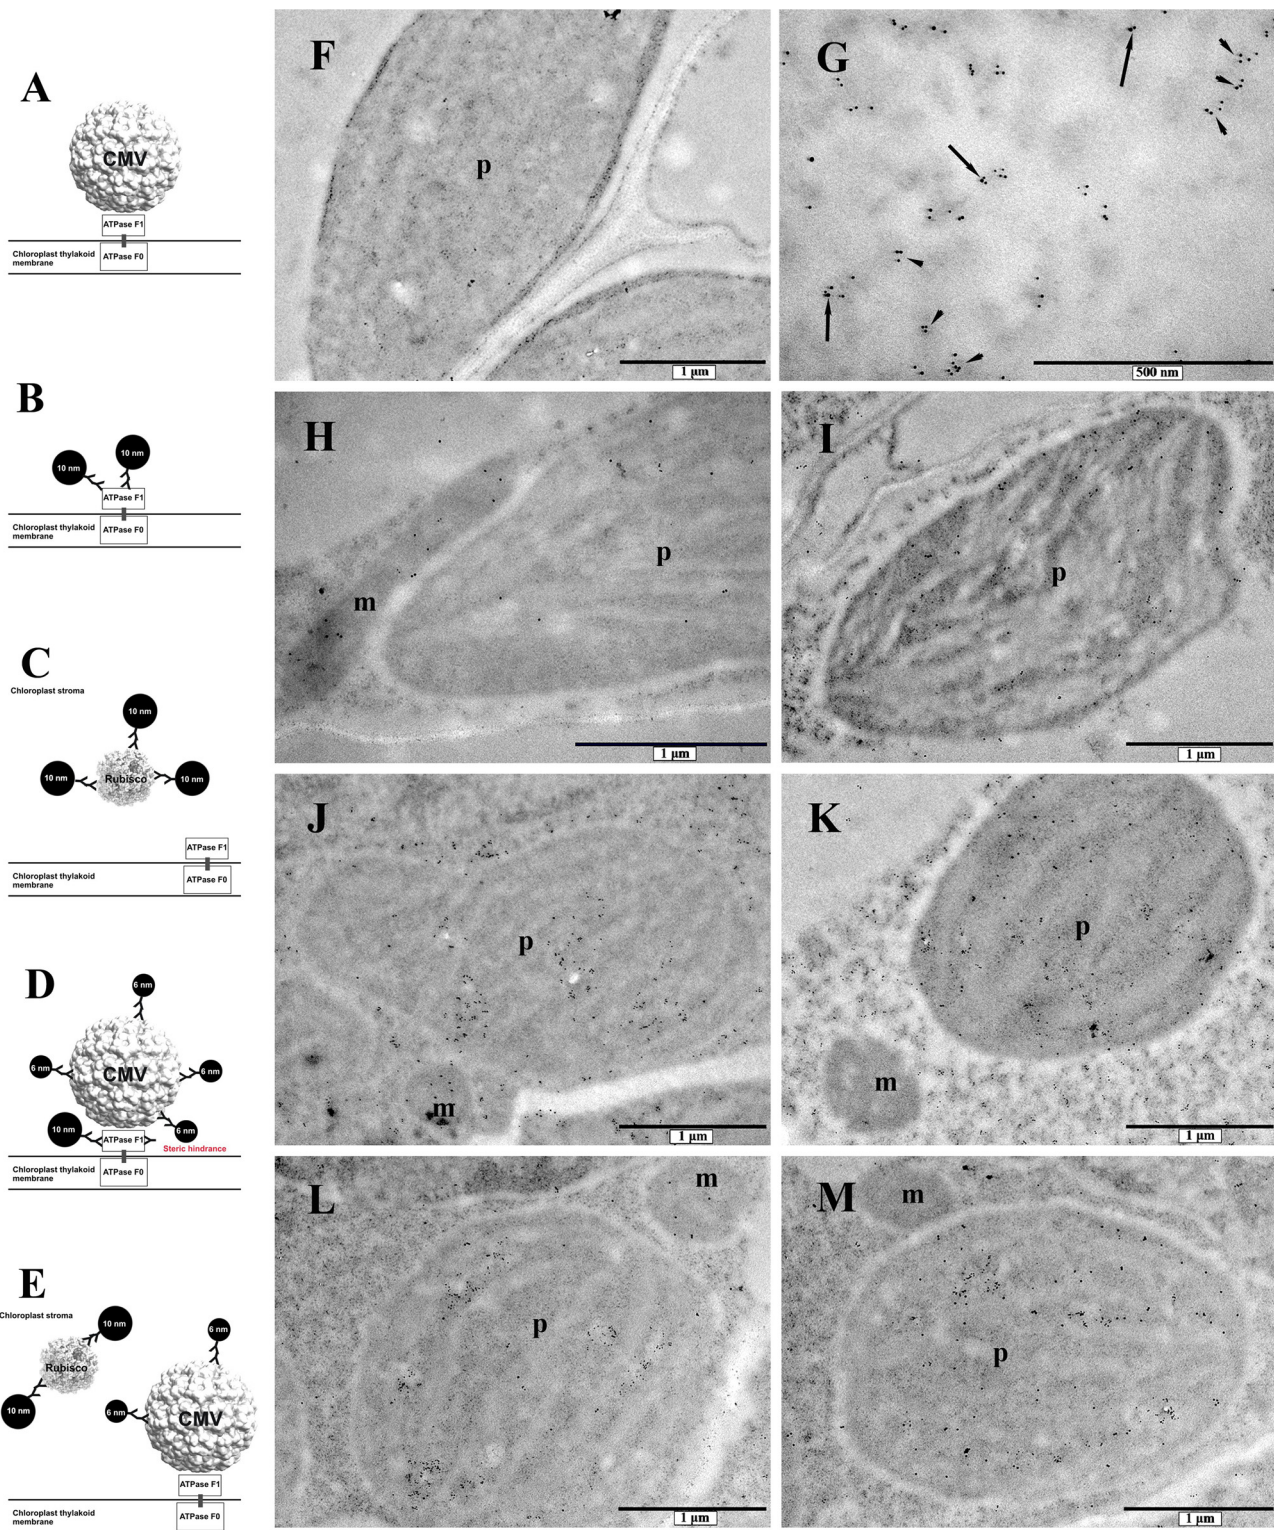 A
CMV
ATPase F1
Chloroplast thylakoid
membrane
ATPase F0
B
10 nm
10 nm
ATPase F1
Chloroplast thylakoid
membrane
ATPase F0
C
Chloroplast stroma
10 nm
10 nm
Rubisco
10 nm
ATPase F1
Chloroplast thylakoid
membrane
ATPase F0
D
6 nm
6 nm
CMV
6 nm
10 nm
6 nm
ATPase F1
Steric hindrance
Chloroplast thylakoid
membrane
ATPase F0
E
Chloroplast stroma
10 nm
6 nm
Rubisco
10 nm
6 nm
CMV
ATPase F1
Chloroplast thylakoid
membrane
ATPase F0
F
p
1 µm
G
500 nm
H
p
m
1 µm
I
p
1 µm
J
p
m
1 µm
K
p
m
1 µm
L
m
p
1 µm
M
m
p
1 µm